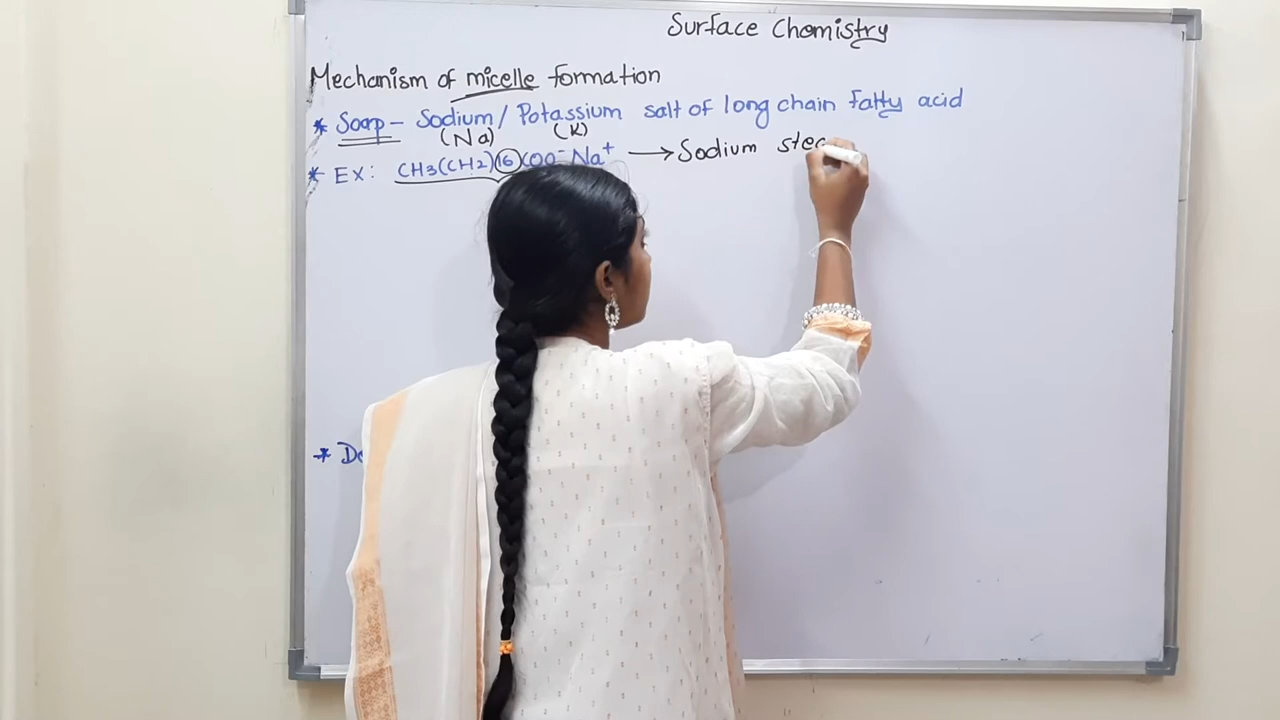 Surface Chemistry
Mechanism of micelle formation
* Soap - Sodium / Potassium salt of long chain fatty acid
(Na) (K)
* Ex: CH3(CH2)16COO⁻Na⁺ → Sodium stea
* De